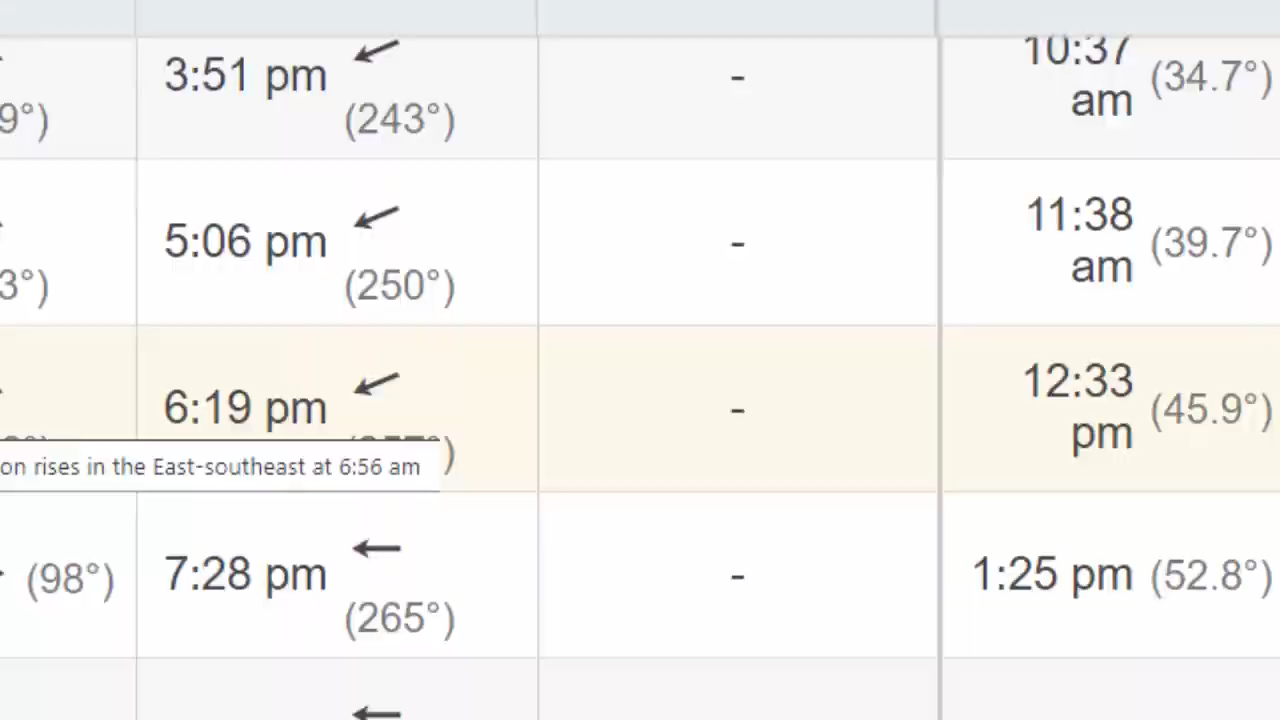 3:51 pm - 10:37
am (34.7°)
9°) (243°)
5:06 pm - 11:38
am (39.7°)
3°) (250°)
6:19 pm - 12:33
pm (45.9°)
on rises in the East-southeast at 6:56 am
(98°) 7:28 pm - 1:25 pm (52.8°)
(265°)